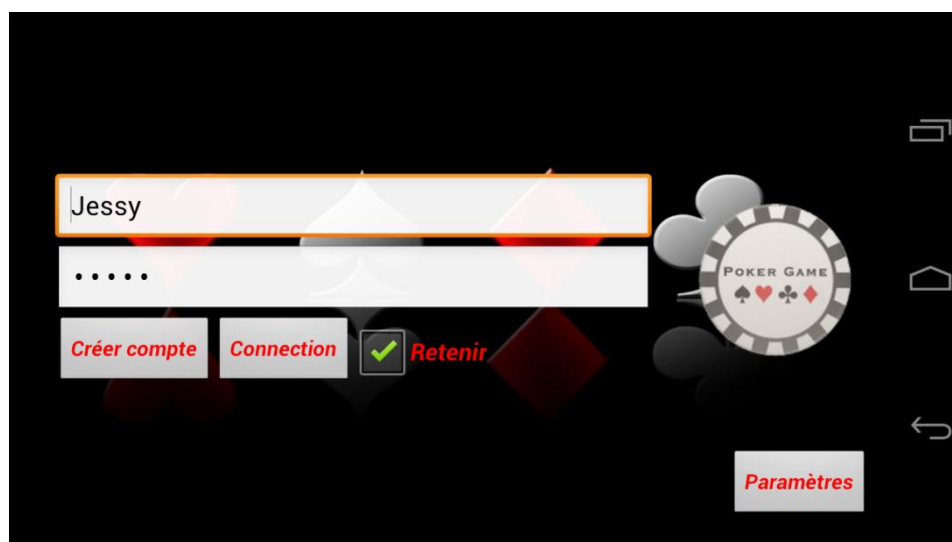 Jessy
•••••
Créer compte
Connection
Retenir
POKER GAME
Paramètres